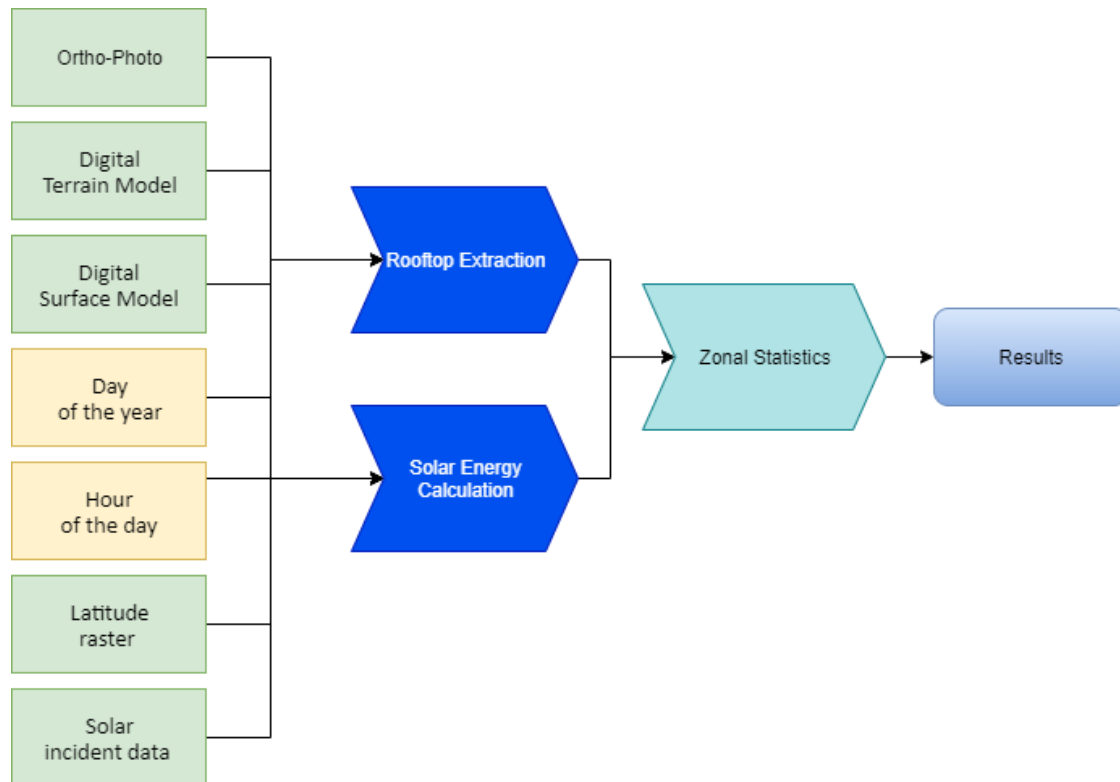 Ortho-Photo
Digital
Terrain Model
Digital
Surface Model
Day
of the year
Hour
of the day
Latitude
raster
Solar
incident data
Rooftop Extraction
Solar Energy
Calculation
Zonal Statistics
Results